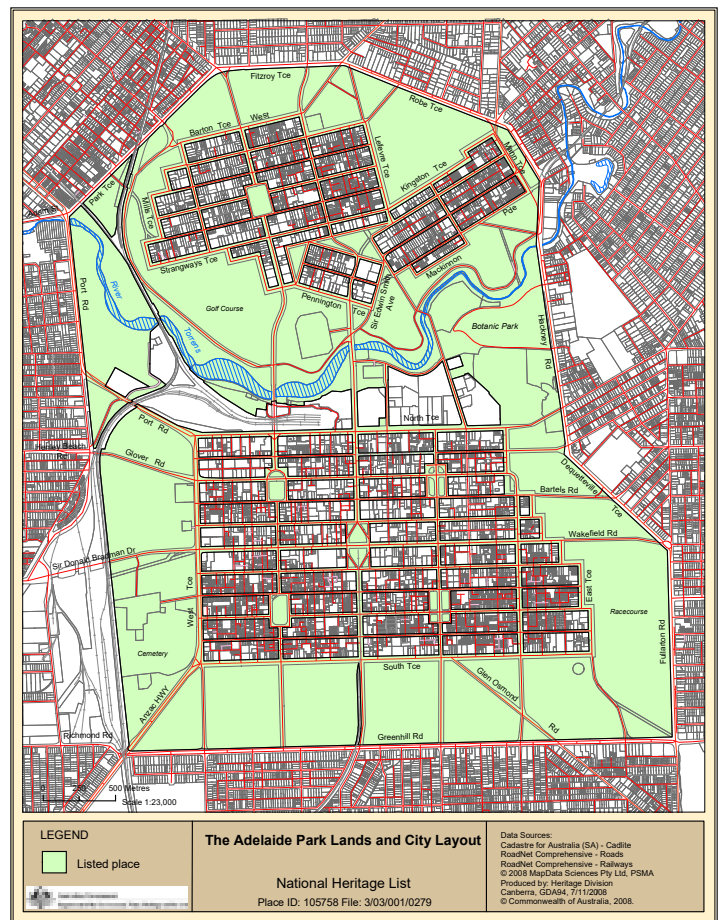 Fitzroy Tce
Robe Tce
Barton Tce West
Lefevre Tce
Kingston Tce
Mann Tce
Park Tce
Mills Tce
Pde
Strangways Tce
Mackinnon
Port Rd
River
Torrens
Golf Course
Pennington Tce
Sir Edwin Smith
Ave
Botanic Park
Hackney Rd
North Tce
Port Rd
Glover Rd
Dequetteville Tce
Bartels Rd
Wakefield Rd
Sir Donald Bradman Dr
West Tce
East Tce
Racecourse
Cemetery
Fullarton Rd
South Tce
Glen Osmond
Rd
Anzac HWY
Richmond Rd
Greenhill Rd
0 250 500 Metres
Scale 1:23,000
LEGEND
Listed place
The Adelaide Park Lands and City Layout
National Heritage List
Place ID: 105758 File: 3/03/001/0279
Data Sources:
Cadastre for Australia (SA) - Cadlite
RoadNet Comprehensive - Roads
RoadNet Comprehensive - Railways
© 2008 MapData Sciences Pty Ltd, PSMA
Produced by: Heritage Division
Canberra, GDA94, 7/11/2008
© Commonwealth of Australia, 2008.